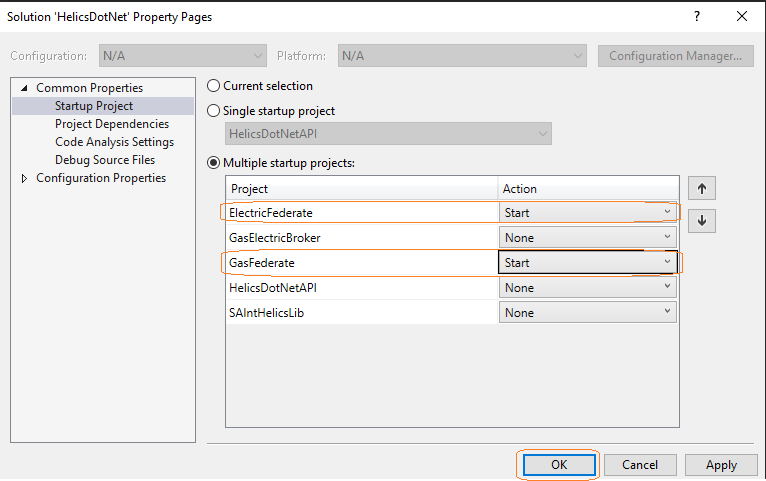 Solution 'HelicsDotNet' Property Pages
Configuration: N/A Platform: N/A Configuration Manager...
Common Properties
Startup Project
Project Dependencies
Code Analysis Settings
Debug Source Files
Configuration Properties
Current selection
Single startup project
HelicsDotNetAPI
Multiple startup projects:
Project Action
ElectricFederate Start
GasElectricBroker None
GasFederate Start
HelicsDotNetAPI None
SAIntHelicsLib None
OK Cancel Apply